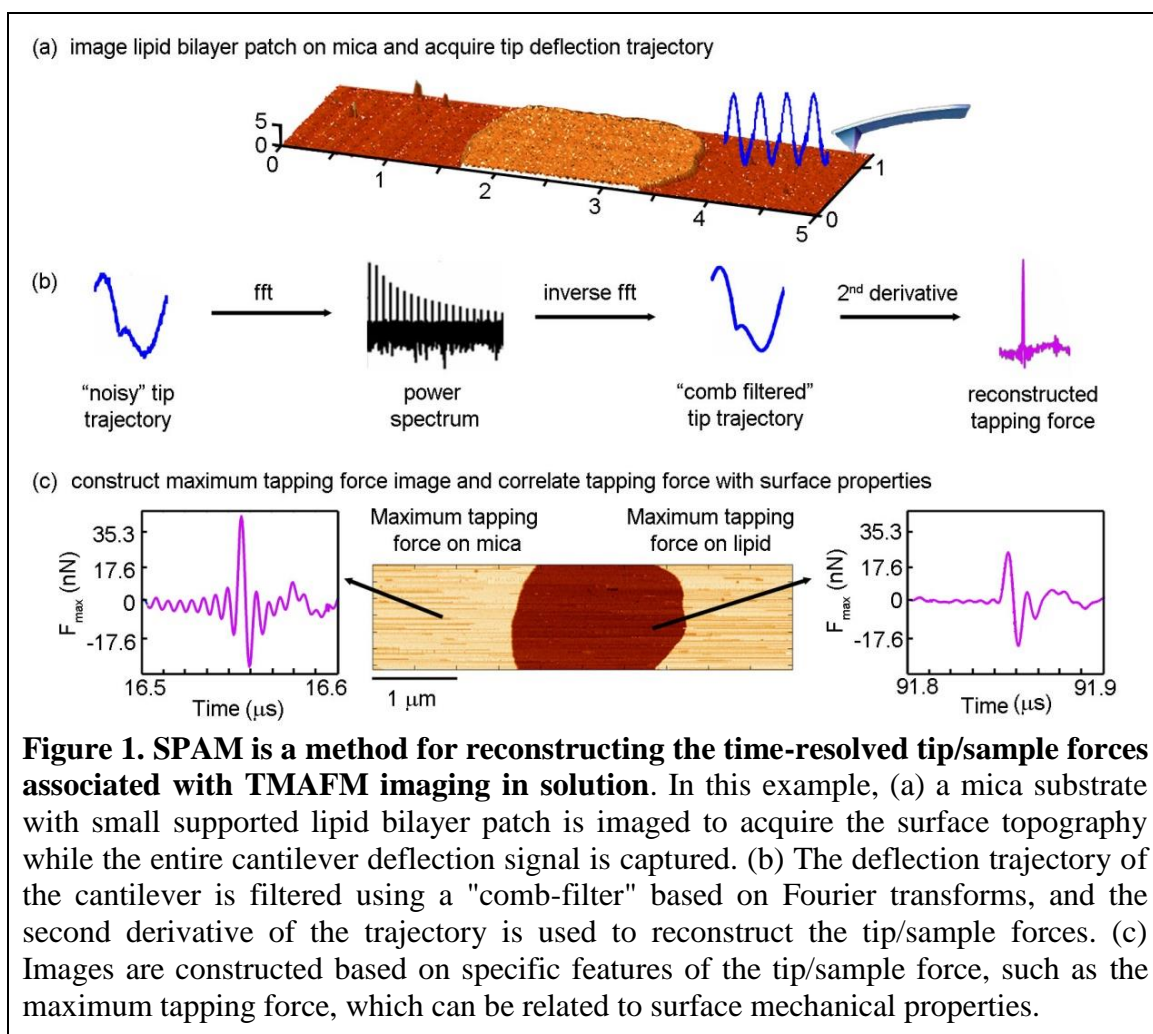 (a) image lipid bilayer patch on mica and acquire tip deflection trajectory
5
0
0
1
2
3
4
5
0
1
(b)
fft
inverse fft
2nd derivative
"noisy" tip
trajectory
power
spectrum
"comb filtered"
tip trajectory
reconstructed
tapping force
(c) construct maximum tapping force image and correlate tapping force with surface properties
35.3
17.6
0
-17.6
Fmax (nN)
16.5
16.6
Time (μs)
Maximum tapping
force on mica
Maximum tapping
force on lipid
1 μm
35.3
17.6
0
-17.6
Fmax (nN)
91.8
91.9
Time (μs)
Figure 1. SPAM is a method for reconstructing the time-resolved tip/sample forces
associated with TMAFM imaging in solution. In this example, (a) a mica substrate
with small supported lipid bilayer patch is imaged to acquire the surface topography
while the entire cantilever deflection signal is captured. (b) The deflection trajectory of
the cantilever is filtered using a "comb-filter" based on Fourier transforms, and the
second derivative of the trajectory is used to reconstruct the tip/sample forces. (c)
Images are constructed based on specific features of the tip/sample force, such as the
maximum tapping force, which can be related to surface mechanical properties.